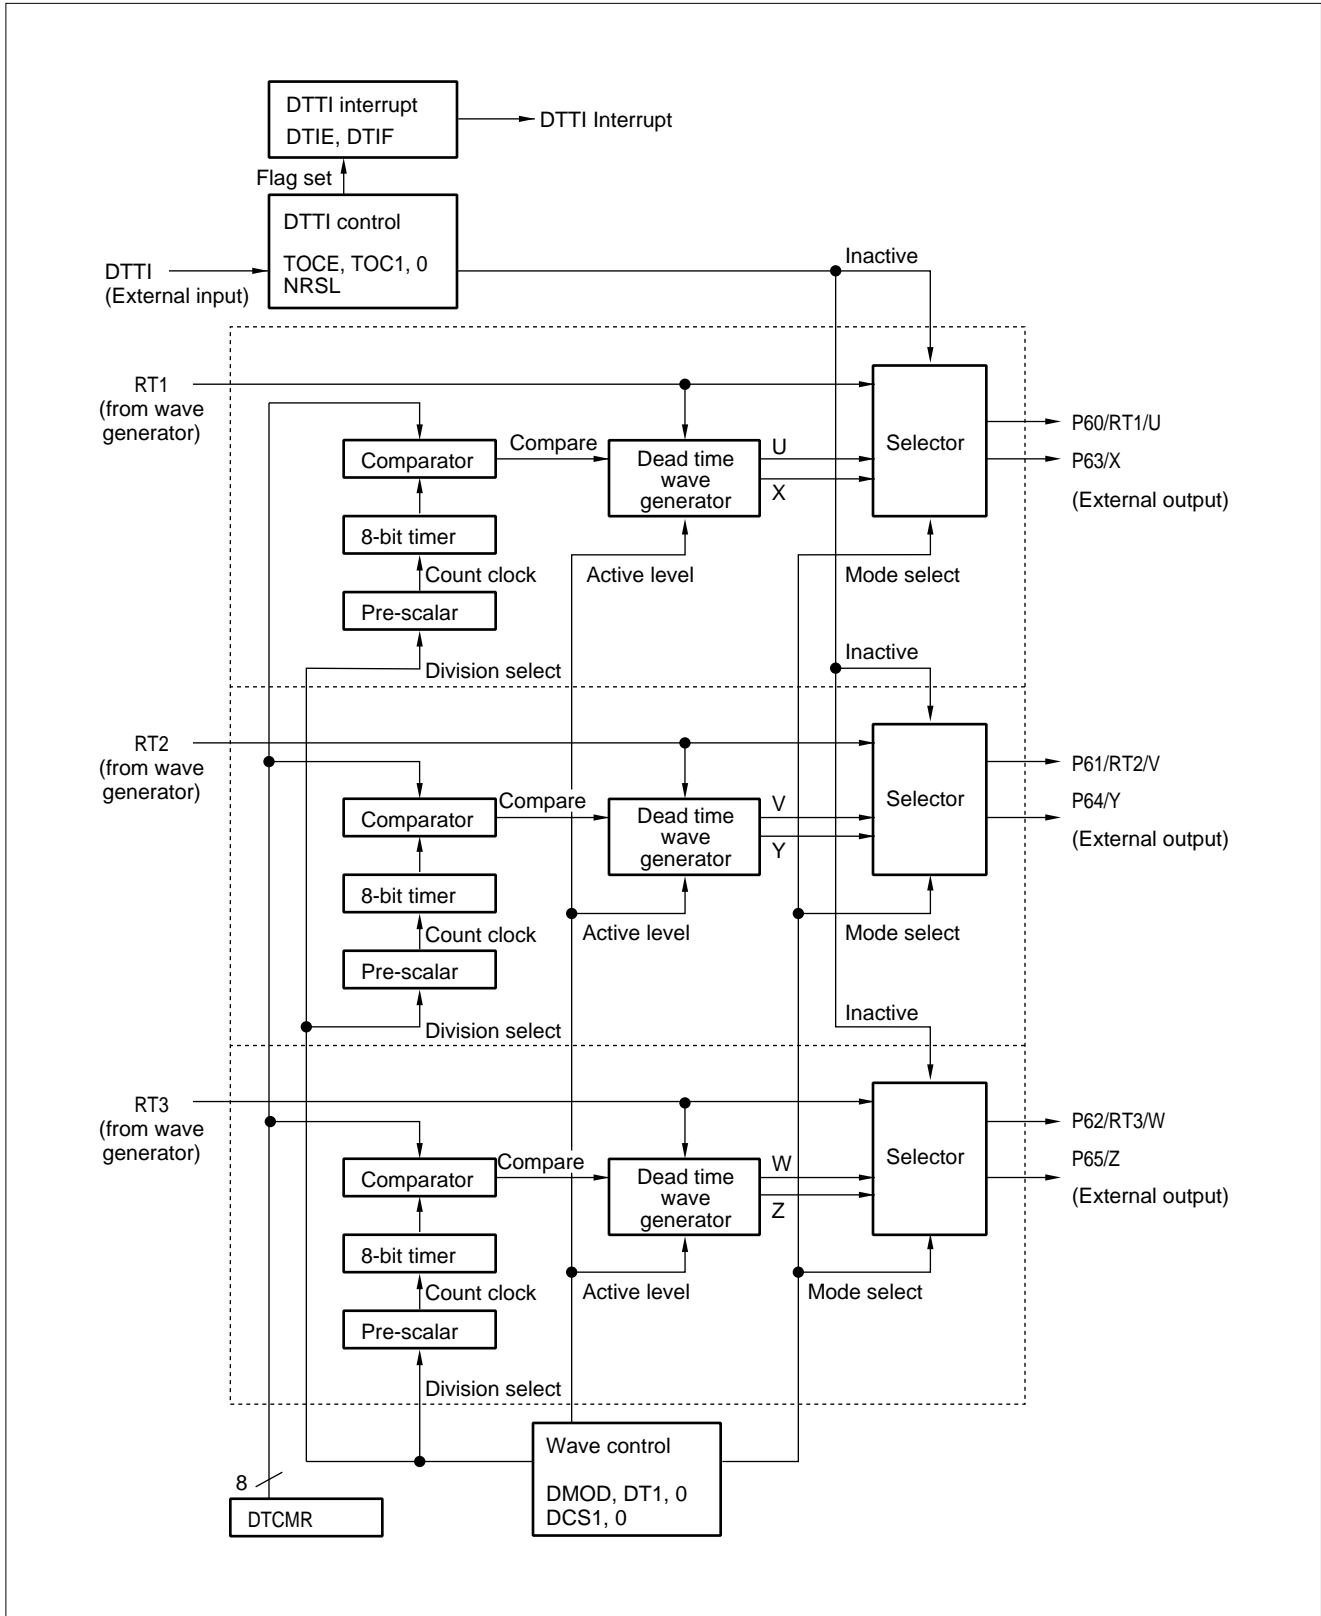 DTTI interrupt
DTIE, DTIF
DTTI Interrupt
Flag set
DTTI control
TOCE, TOC1, 0
NRSL
DTTI
(External input)
Inactive
RT1
(from wave
generator)
Comparator
Compare
Dead time
wave
generator
U
X
Selector
P60/RT1/U
P63/X
(External output)
8-bit timer
Count clock
Active level
Mode select
Pre-scalar
Division select
Inactive
RT2
(from wave
generator)
Comparator
Compare
Dead time
wave
generator
V
Y
Selector
P61/RT2/V
P64/Y
(External output)
8-bit timer
Count clock
Active level
Mode select
Pre-scalar
Division select
Inactive
RT3
(from wave
generator)
Comparator
Compare
Dead time
wave
generator
W
Z
Selector
P62/RT3/W
P65/Z
(External output)
8-bit timer
Count clock
Active level
Mode select
Pre-scalar
Division select
Wave control
DMOD, DT1, 0
DCS1, 0
8
DTCMR